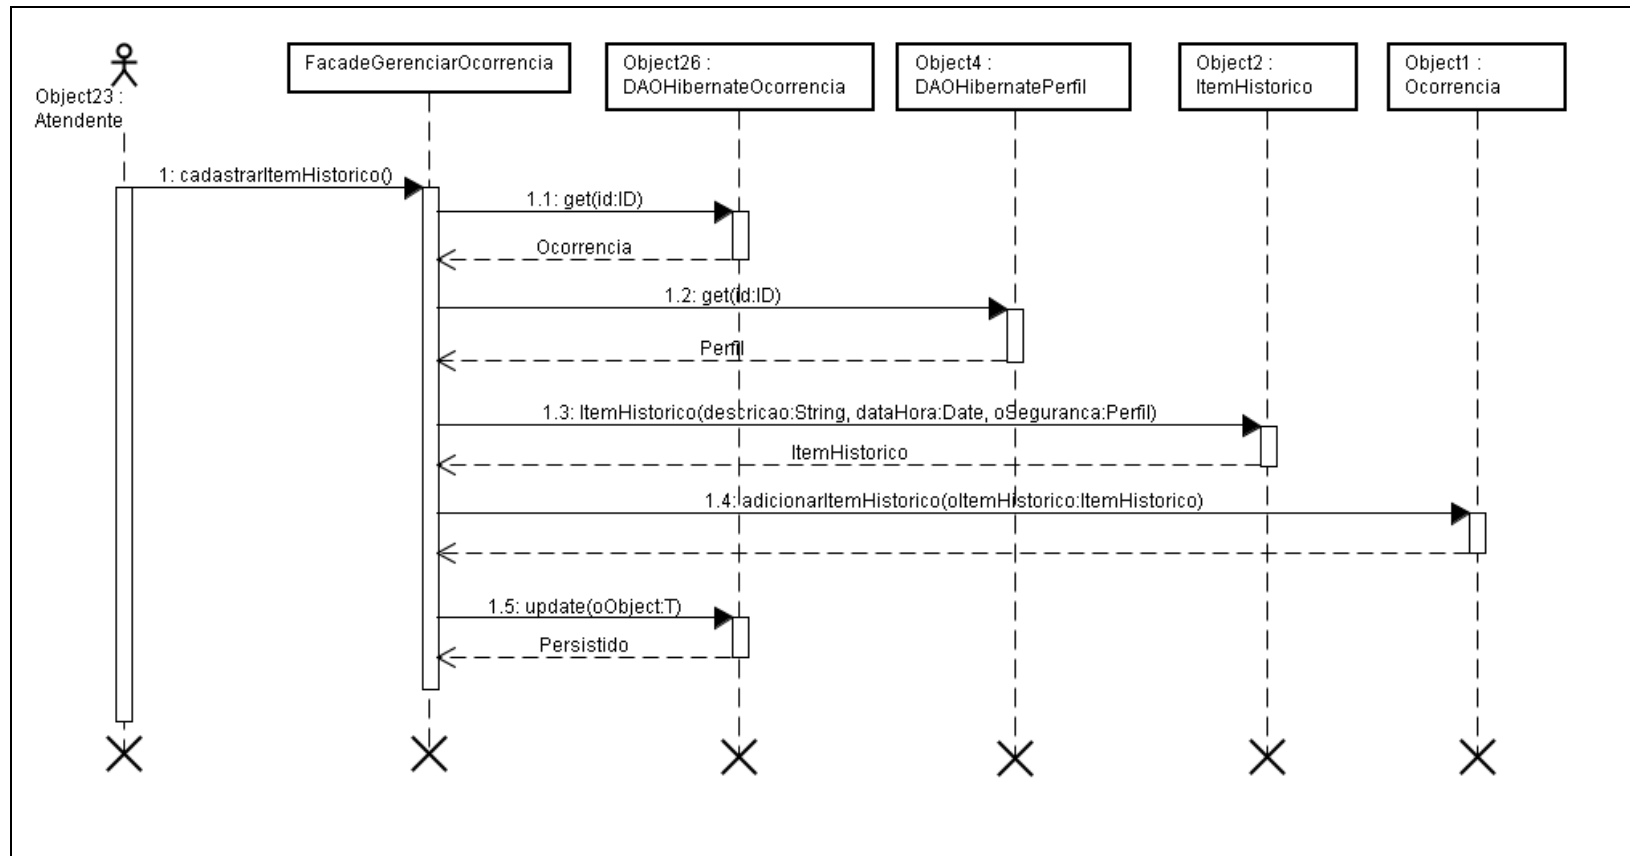 Object23 :
Atendente
FacadeGerenciarOcorrencia
Object26 :
DAOHibernateOcorrencia
Object4 :
DAOHibernatePerfil
Object2 :
ItemHistorico
Object1 :
Ocorrencia
1: cadastrarItemHistorico()
1.1: get(id:ID)
Ocorrencia
1.2: get(id:ID)
Perfil
1.3: ItemHistorico(descricao:String, dataHora:Date, oSeguranca:Perfil)
ItemHistorico
1.4: adicionarItemHistorico(oItemHistorico:ItemHistorico)
1.5: update(oObject:T)
Persistido